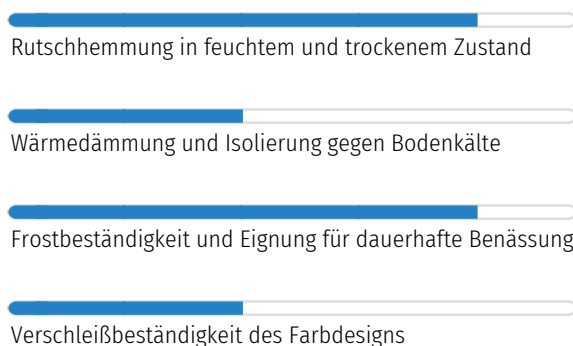 Rutschhemmung in feuchtem und trockenem Zustand
Wärmedämmung und Isolierung gegen Bodenkälte
Frostbeständigkeit und Eignung für dauerhafte Benässung
Verschleißbeständigkeit des Farbdesigns